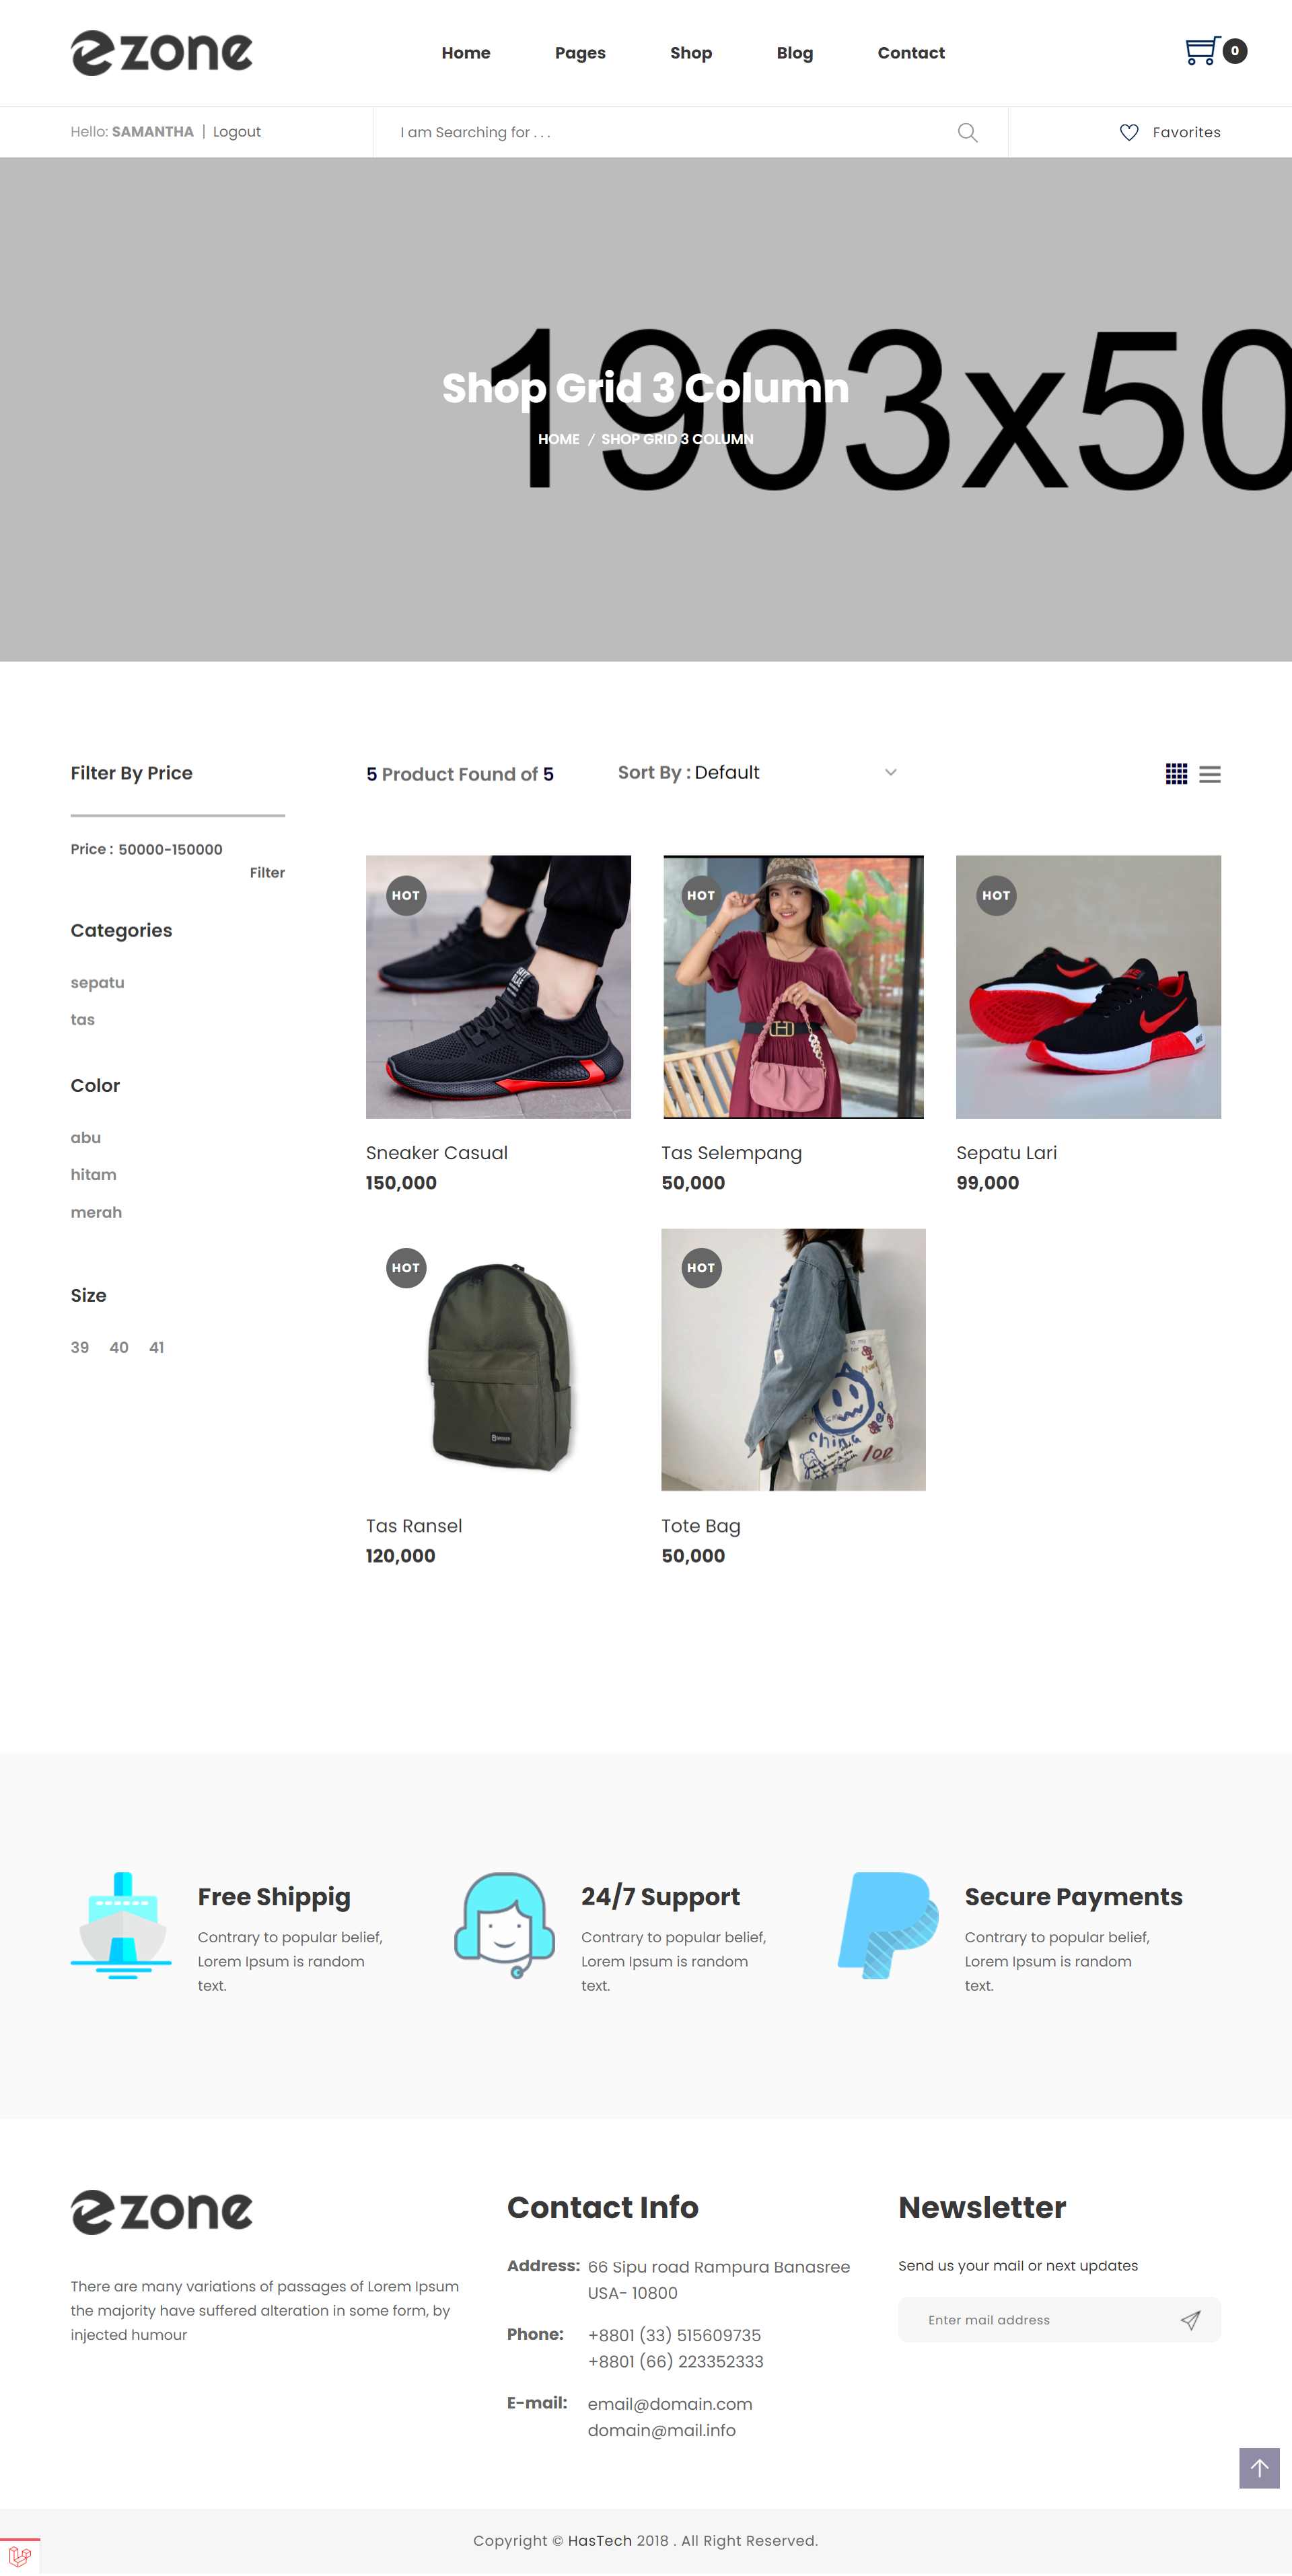 ezone
Home
Pages
Shop
Blog
Contact
0
Hello: SAMANTHA | Logout
I am Searching for . . .
Favorites
1903x50
Shop Grid 3 Column
HOME / SHOP GRID 3 COLUMN
Filter By Price
Price : 50000-150000
Filter
Categories
sepatu
tas
Color
abu
hitam
merah
Size
39 40 41
5 Product Found of 5
Sort By : Default
HOT
HOT
HOT
Sneaker Casual
150,000
Tas Selempang
50,000
Sepatu Lari
99,000
HOT
HOT
china
Tas Ransel
120,000
Tote Bag
50,000
Free Shippig
Contrary to popular belief,
Lorem Ipsum is random
text.
24/7 Support
Contrary to popular belief,
Lorem Ipsum is random
text.
Secure Payments
Contrary to popular belief,
Lorem Ipsum is random
text.
ezone
There are many variations of passages of Lorem Ipsum
the majority have suffered alteration in some form, by
injected humour
Contact Info
Address: 66 Sipu road Rampura Banasree
USA- 10800
Phone: +8801 (33) 515609735
+8801 (66) 223352333
E-mail: email@domain.com
domain@mail.info
Newsletter
Send us your mail or next updates
Enter mail address
Copyright © HasTech 2018 . All Right Reserved.